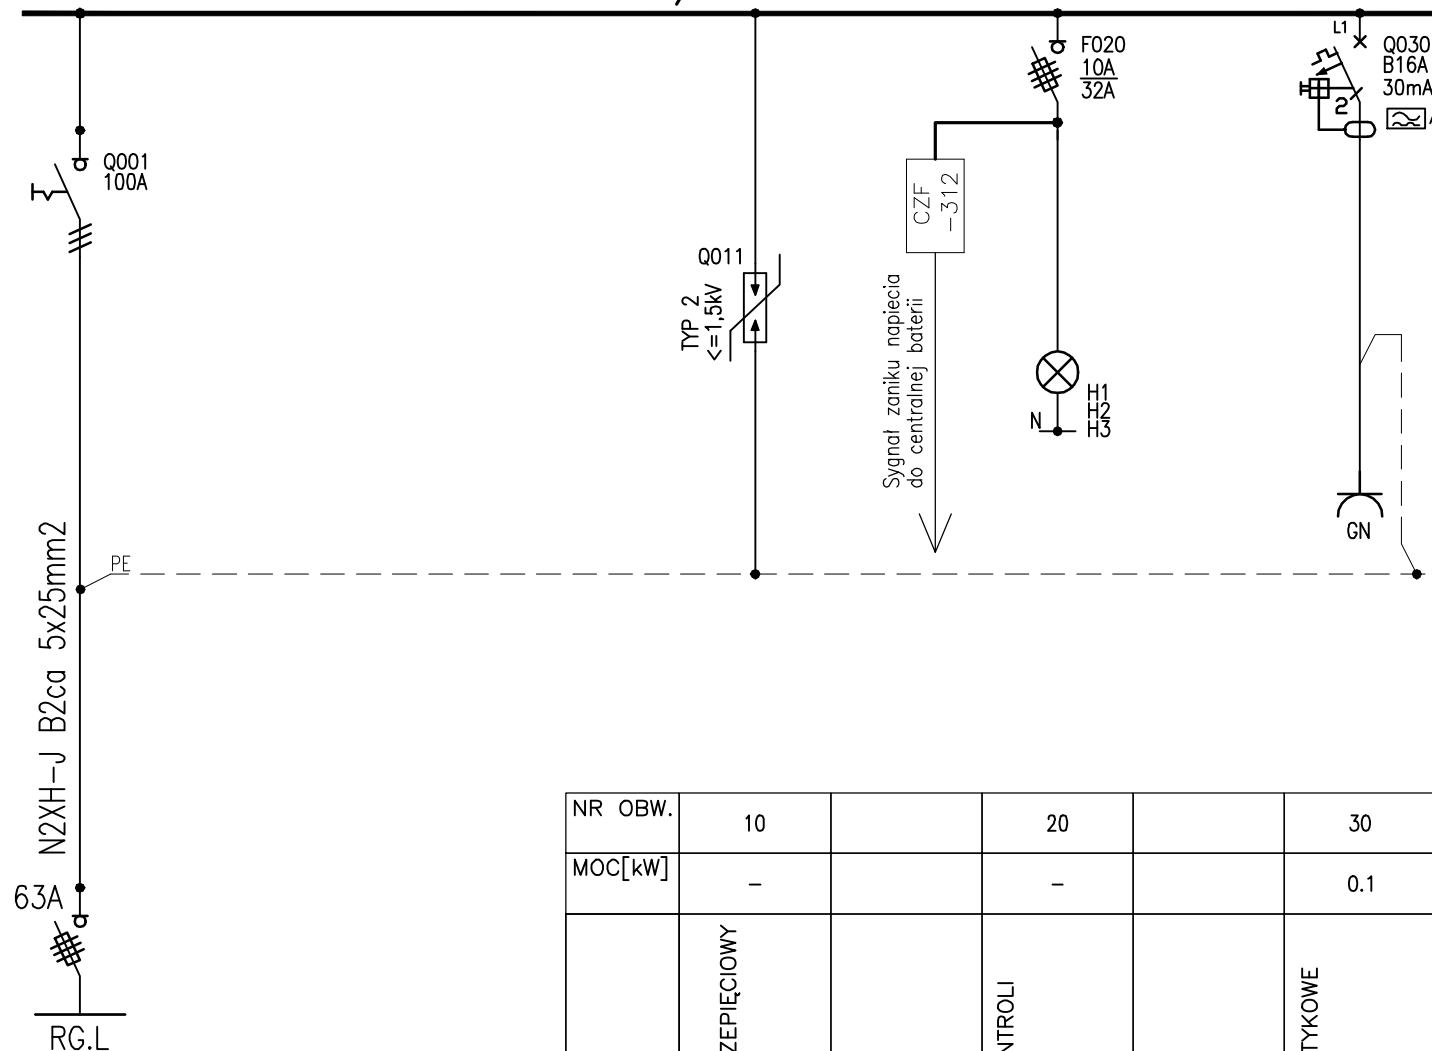 Q001
100A
Q011
TYP 2
<=1,5kV
F020
10A
32A
CZF
-312
Sygnał zaniku napiecia
do centralnej baterii
H1
H2
H3
N
L1
Q030
B16A
30mA
2
GN
PE
N2XH-J B2ca 5x25mm2
63A
RG.L
NR OBW.
10
20
30
MOC[kW]
-
-
0.1
ZEPIĘCIOWY
NTROLI
TYKOWE